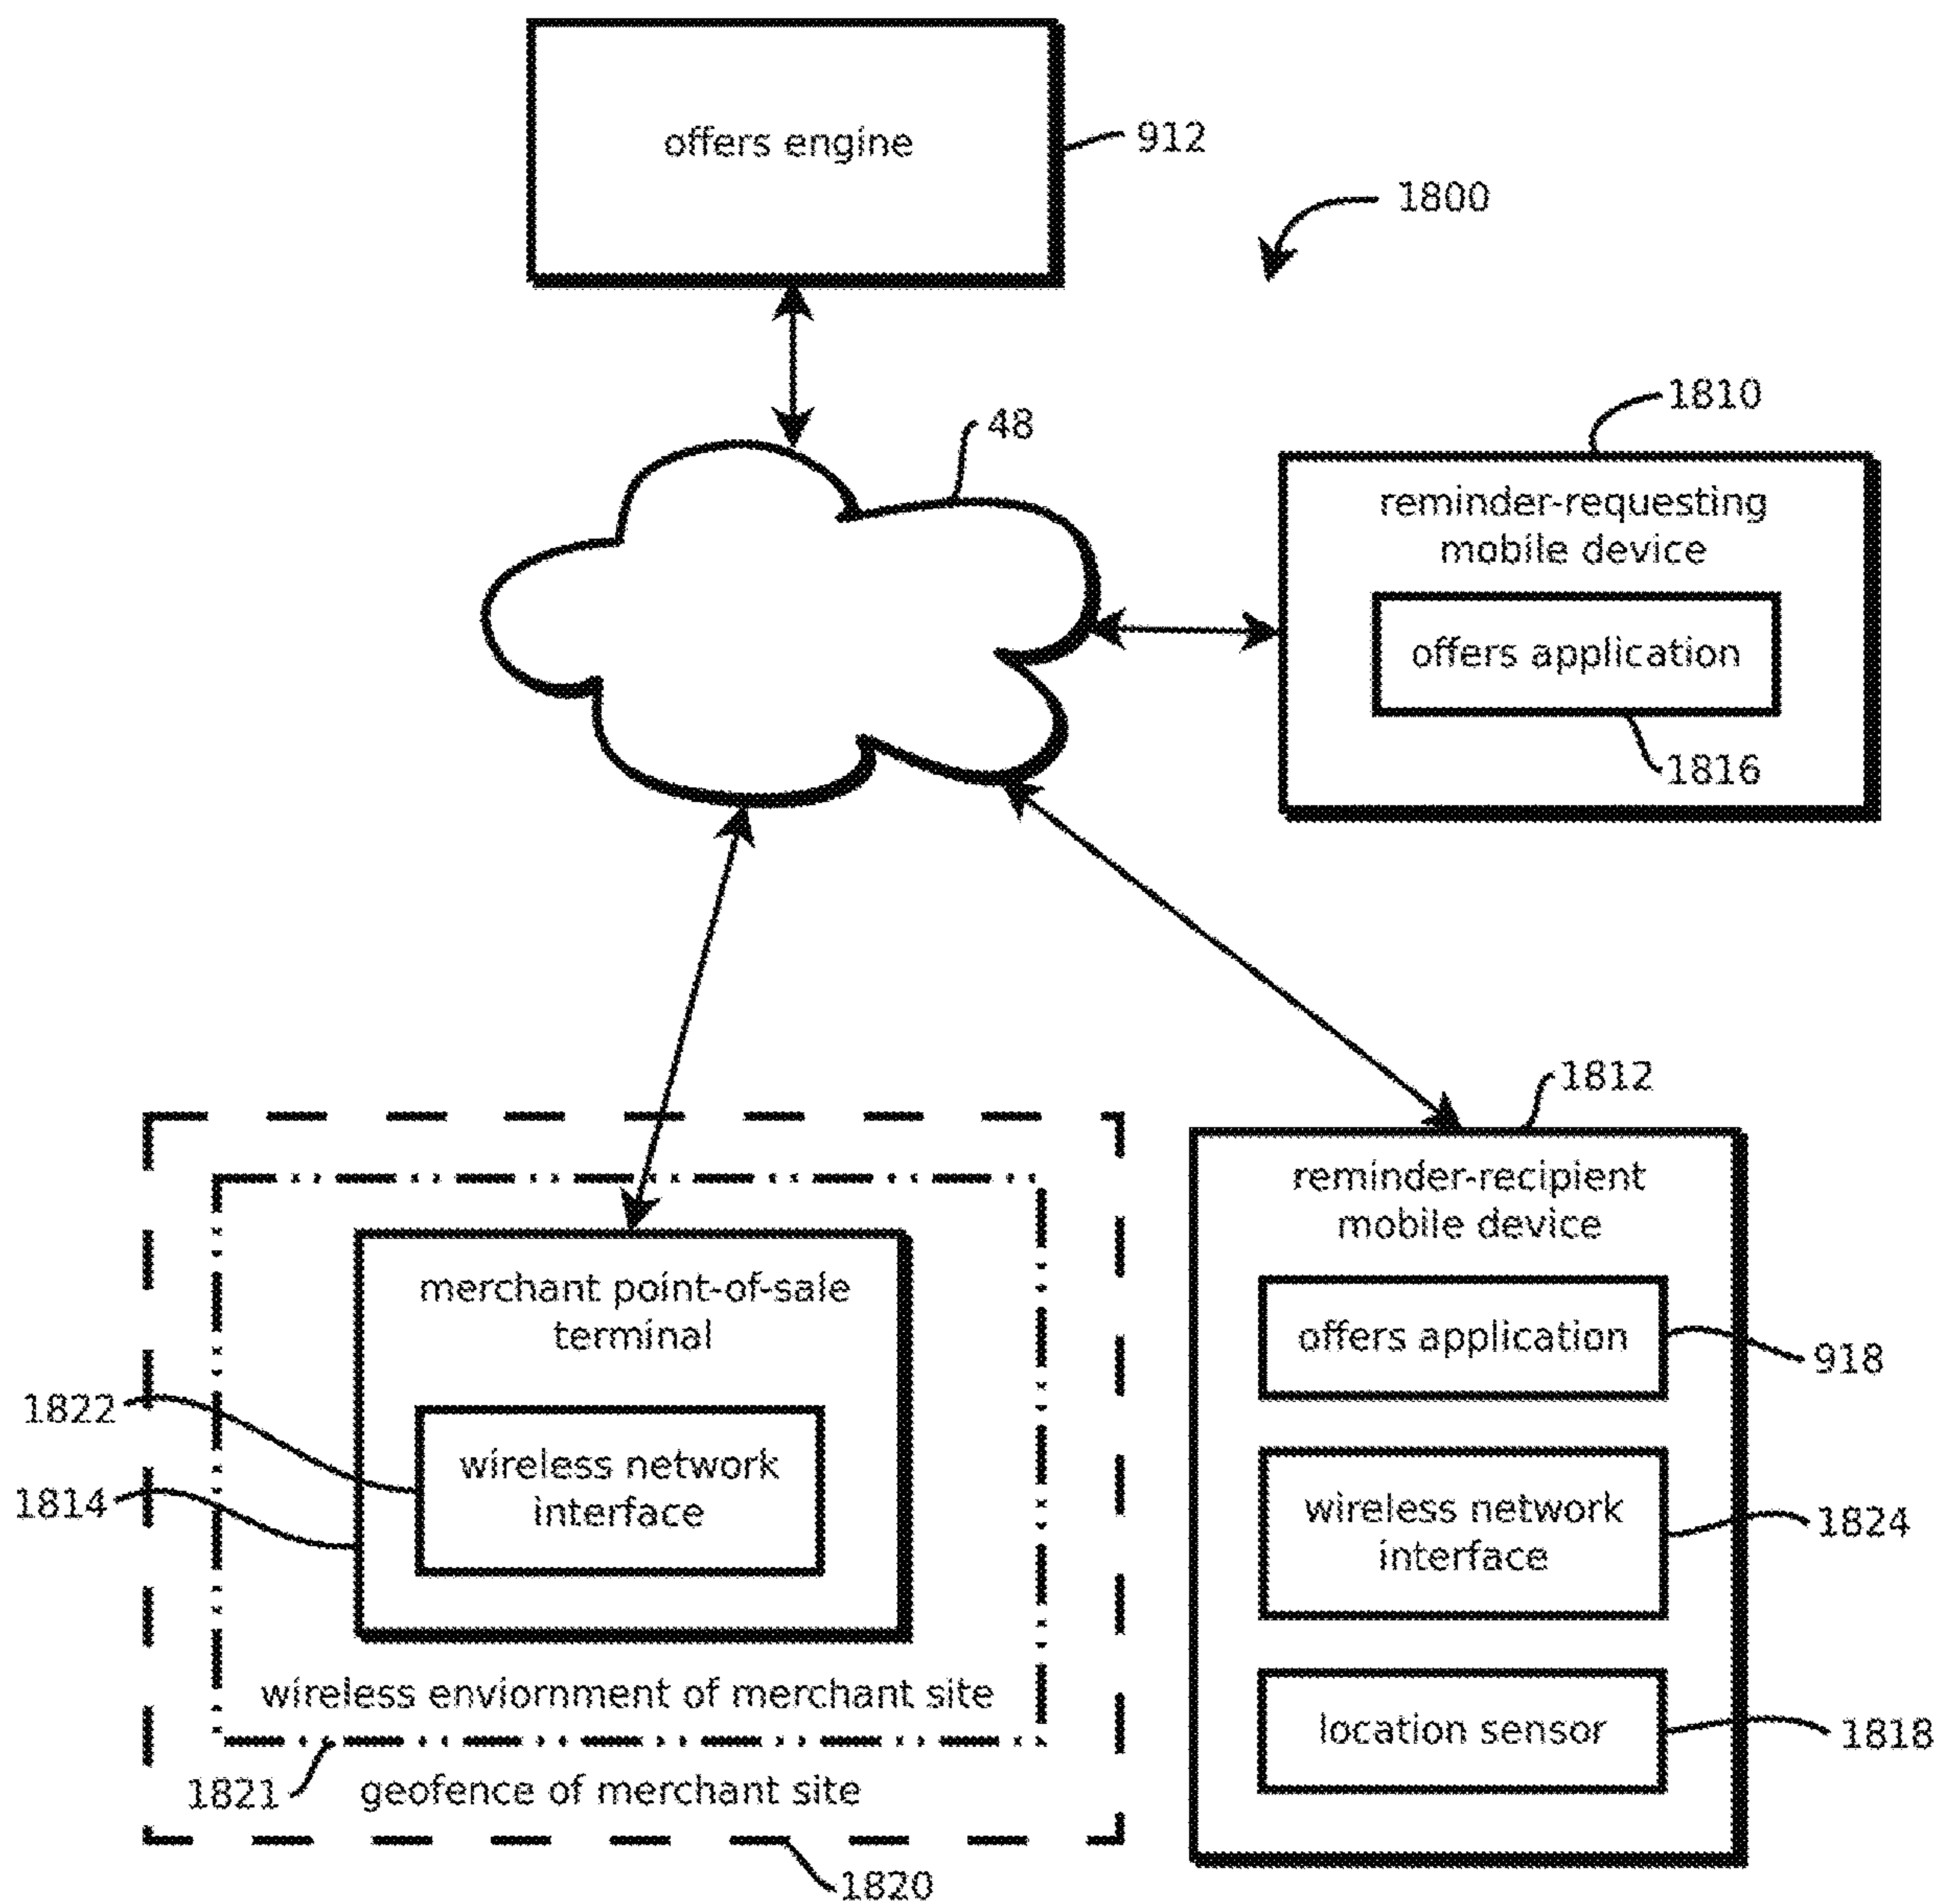 offers engine
912
1800
48
1810
reminder-requesting
mobile device
offers application
1816
1812
reminder-recipient
mobile device
offers application
918
wireless network
interface
1824
location sensor
1818
merchant point-of-sale
terminal
1822
wireless network
interface
1814
wireless enviornment of merchant site
1821
geofence of merchant site
1820